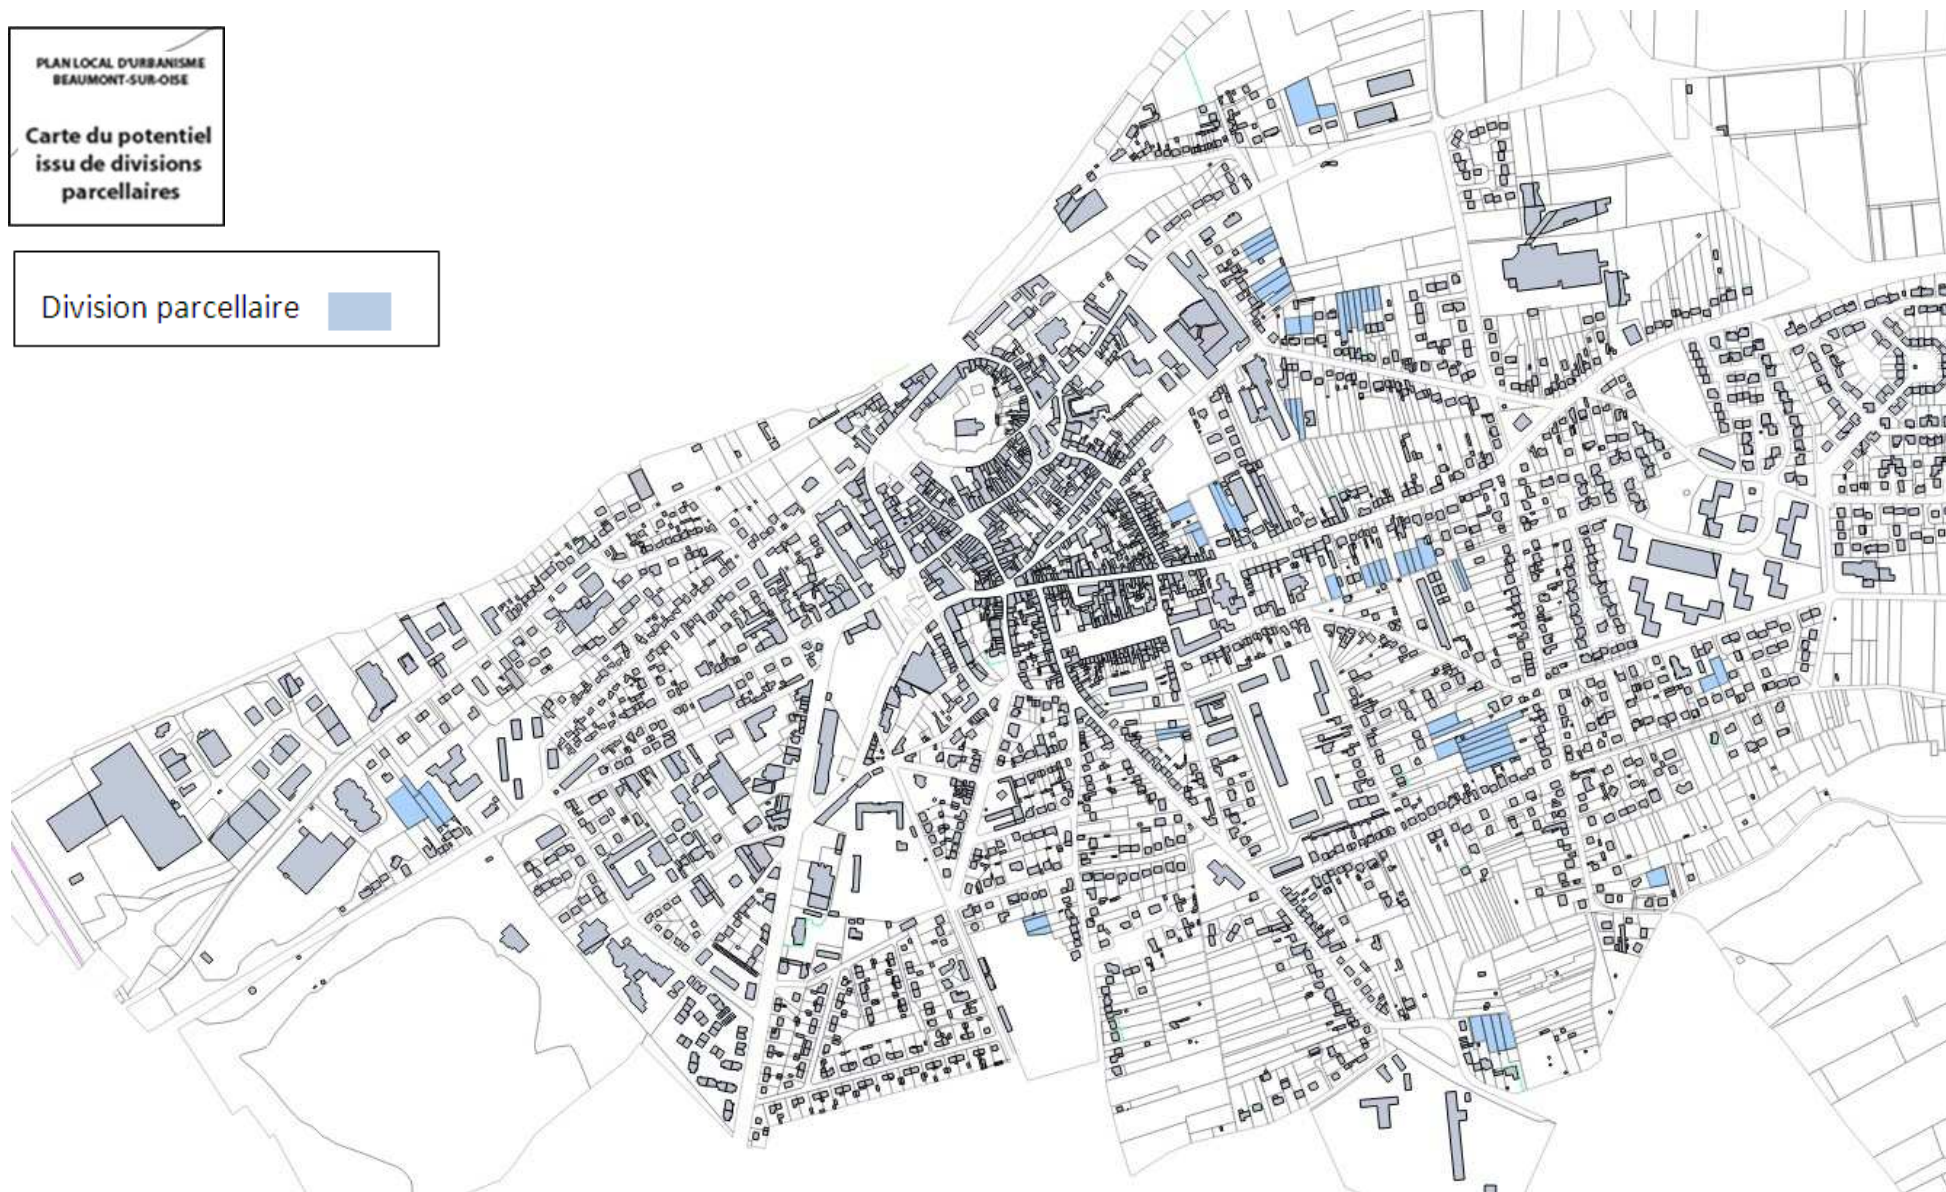 PLAN LOCAL D'URBANISME
BEAUMONT-SUR-OISE
Carte du potentiel
issu de divisions
parcellaires
Division parcellaire